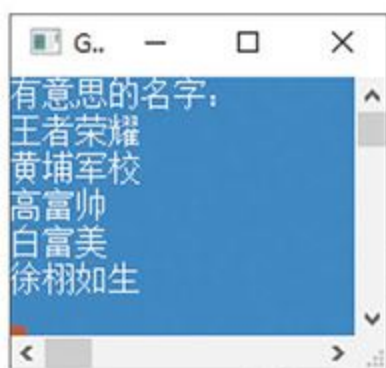 G..
有意思的名字：
王者荣耀
黄埔军校
高富帅
白富美
徐栩如生